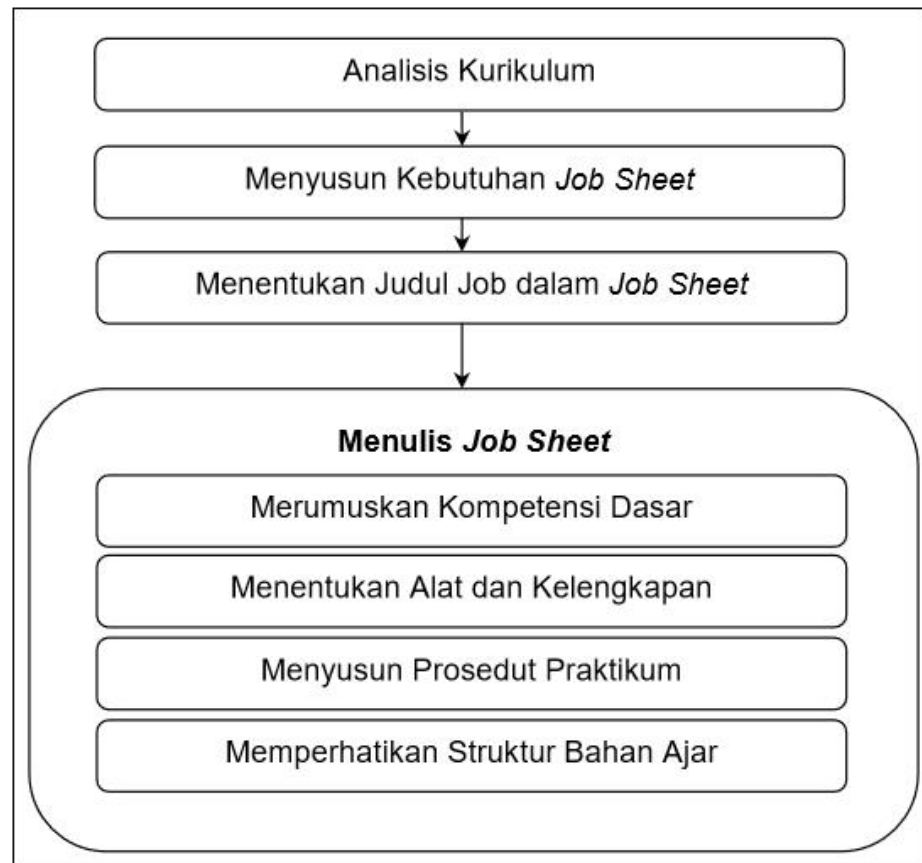 Analisis Kurikulum
Menyusun Kebutuhan Job Sheet
Menentukan Judul Job dalam Job Sheet
Menulis Job Sheet
Merumuskan Kompetensi Dasar
Menentukan Alat dan Kelengkapan
Menyusun Prosedut Praktikum
Memperhatikan Struktur Bahan Ajar